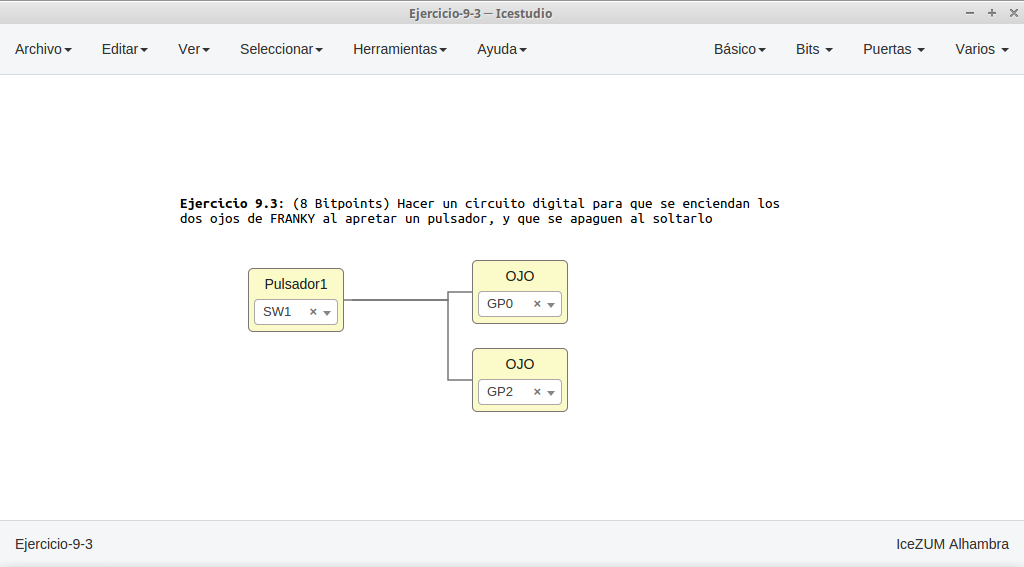 Ejercicio-9-3 — Icestudio
Archivo Editar Ver Seleccionar Herramientas Ayuda Básico Bits Puertas Varios
Ejercicio 9.3: (8 Bitpoints) Hacer un circuito digital para que se enciendan los
dos ojos de FRANKY al apretar un pulsador, y que se apaguen al soltarlo
Pulsador1
SW1
OJO
GP0
OJO
GP2
Ejercicio-9-3
IceZUM Alhambra